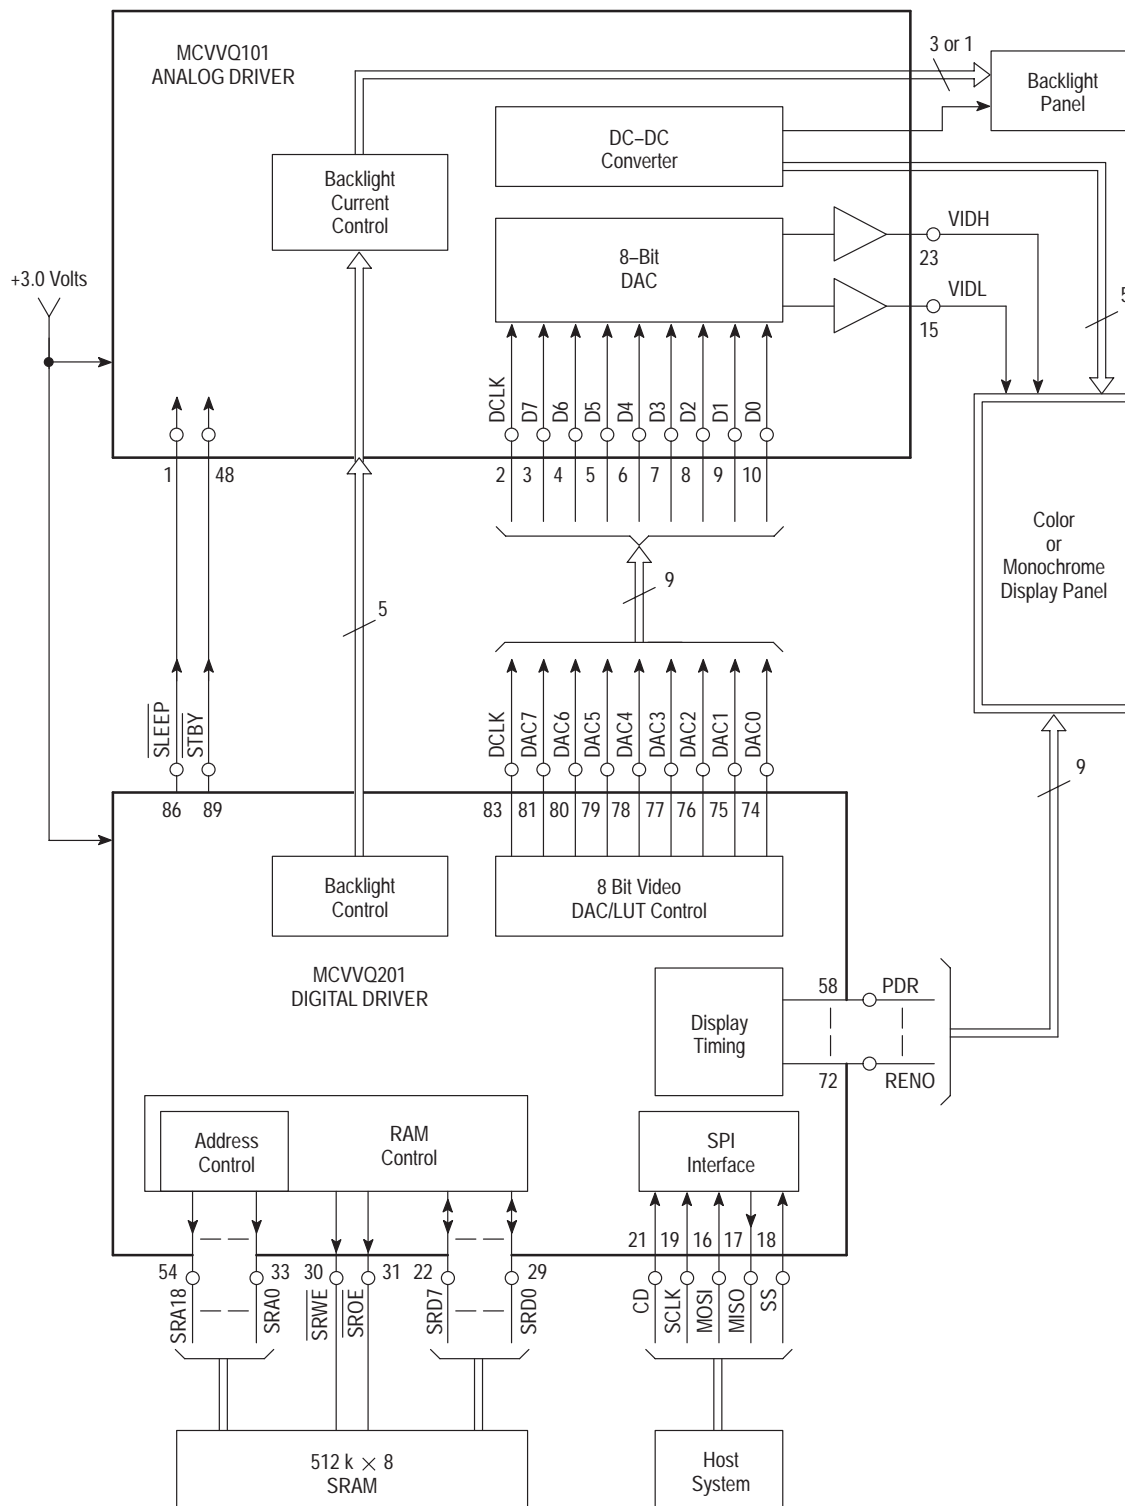 MCVVQ101
ANALOG DRIVER
3 or 1
Backlight
Panel
DC–DC
Converter
Backlight
Current
Control
8–Bit
DAC
VIDH
23
VIDL
15
5
+3.0 Volts
DCLK
D7
D6
D5
D4
D3
D2
D1
D0
1
48
2
3
4
5
6
7
8
9
10
Color
or
Monochrome
Display Panel
9
5
SLEEP
STBY
DCLK
DAC7
DAC6
DAC5
DAC4
DAC3
DAC2
DAC1
DAC0
9
86
89
83
81
80
79
78
77
76
75
74
Backlight
Control
8 Bit Video
DAC/LUT Control
MCVVQ201
DIGITAL DRIVER
Display
Timing
58
PDR
72
RENO
Address
Control
RAM
Control
SPI
Interface
21
19
16
17
18
54
33
30
31
22
29
SRA18
SRA0
SRWE
SROE
SRD7
SRD0
CD
SCLK
MOSI
MISO
SS
512 k × 8
SRAM
Host
System